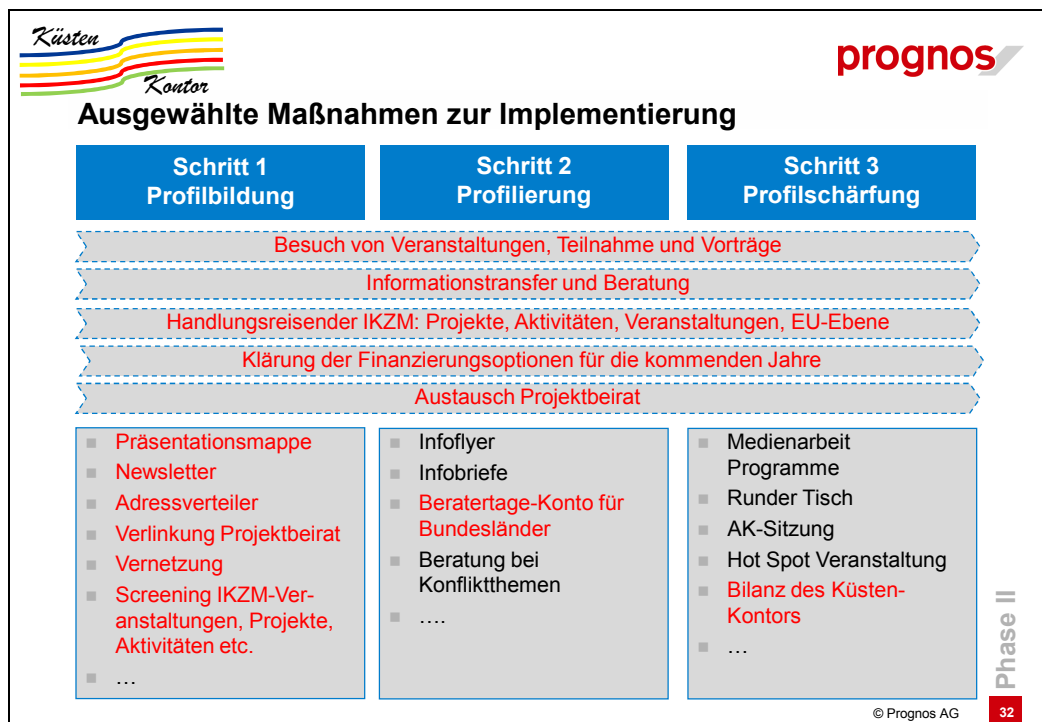 Küsten
Kontor
prognos
Ausgewählte Maßnahmen zur Implementierung
Schritt 1
Profilbildung
Schritt 2
Profilierung
Schritt 3
Profilschärfung
Besuch von Veranstaltungen, Teilnahme und Vorträge
Informationstransfer und Beratung
Handlungsreisender IKZM: Projekte, Aktivitäten, Veranstaltungen, EU-Ebene
Klärung der Finanzierungsoptionen für die kommenden Jahre
Austausch Projektbeirat
Präsentationsmappe
Newsletter
Adressverteiler
Verlinkung Projektbeirat
Vernetzung
Screening IKZM-Ver-
anstaltungen, Projekte,
Aktivitäten etc.
…
Infoflyer
Infobriefe
Beratertage-Konto für
Bundesländer
Beratung bei
Konfliktthemen
….
Medienarbeit
Programme
Runder Tisch
AK-Sitzung
Hot Spot Veranstaltung
Bilanz des Küsten-
Kontors
…
Phase II
© Prognos AG
32